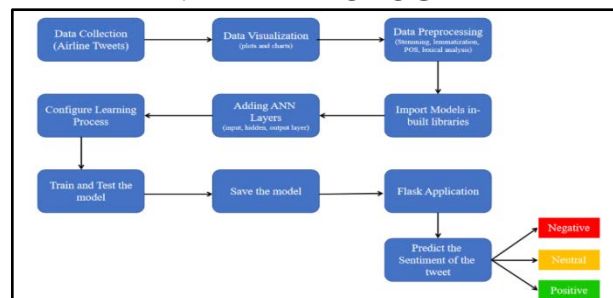 Data Collection
(Airline Tweets)
Data Visualization
(plots and charts)
Data Preprocessing
(Stemming, lemmatization,
POS, lexical analysis)
Configure Learning
Process
Adding ANN
Layers
(input, hidden, output layer)
Import Models in-
built libraries
Train and Test the
model
Save the model
Flask Application
Predict the
Sentiment of the
tweet
Negative
Neutral
Positive